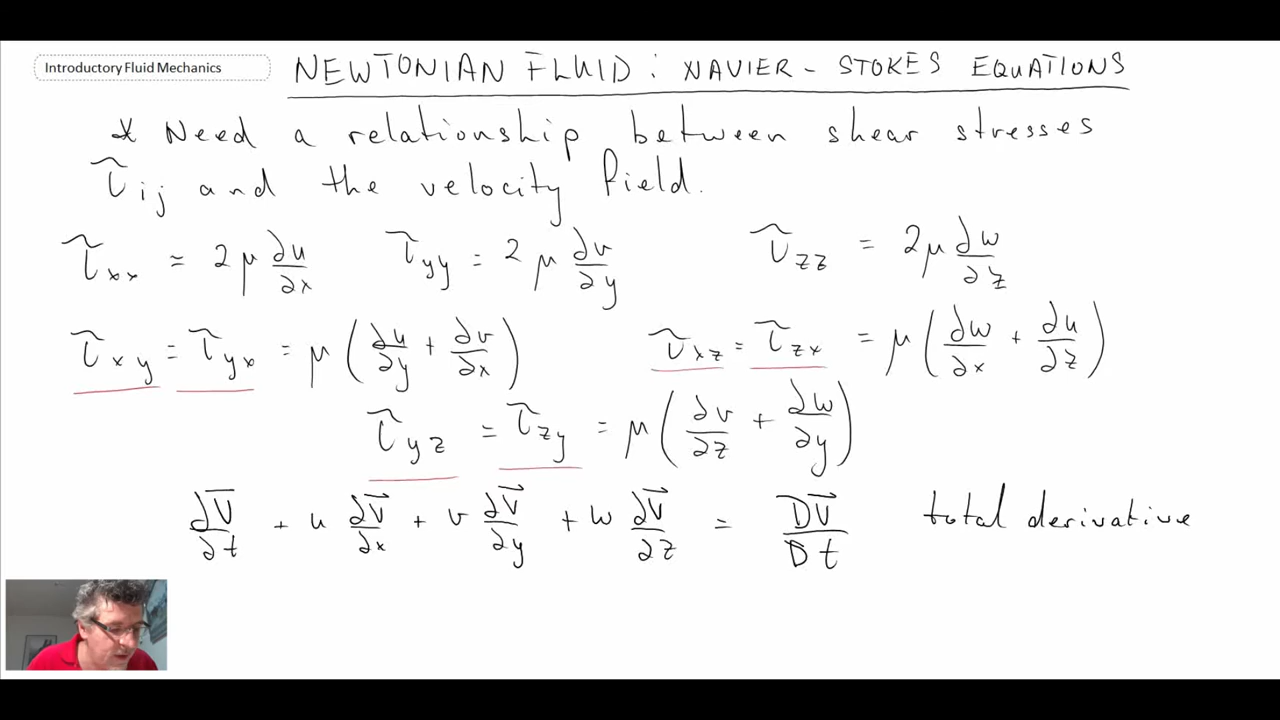 Introductory Fluid Mechanics
NEWTONIAN FLUID: NAVIER-STOKES EQUATIONS
* Need a relationship between shear stresses
τij and the velocity field.
τxx = 2μ ∂u/∂x τyy = 2μ ∂v/∂y τzz = 2μ ∂w/∂z
τxy = τyx = μ(∂u/∂y + ∂v/∂x) τxz = τzx = μ(∂w/∂x + ∂u/∂z)
τyz = τzy = μ(∂v/∂z + ∂w/∂y)
∂V̄/∂t + u ∂V⃗/∂x + v ∂V⃗/∂y + w ∂V⃗/∂z = DV⃗/Dt total derivative